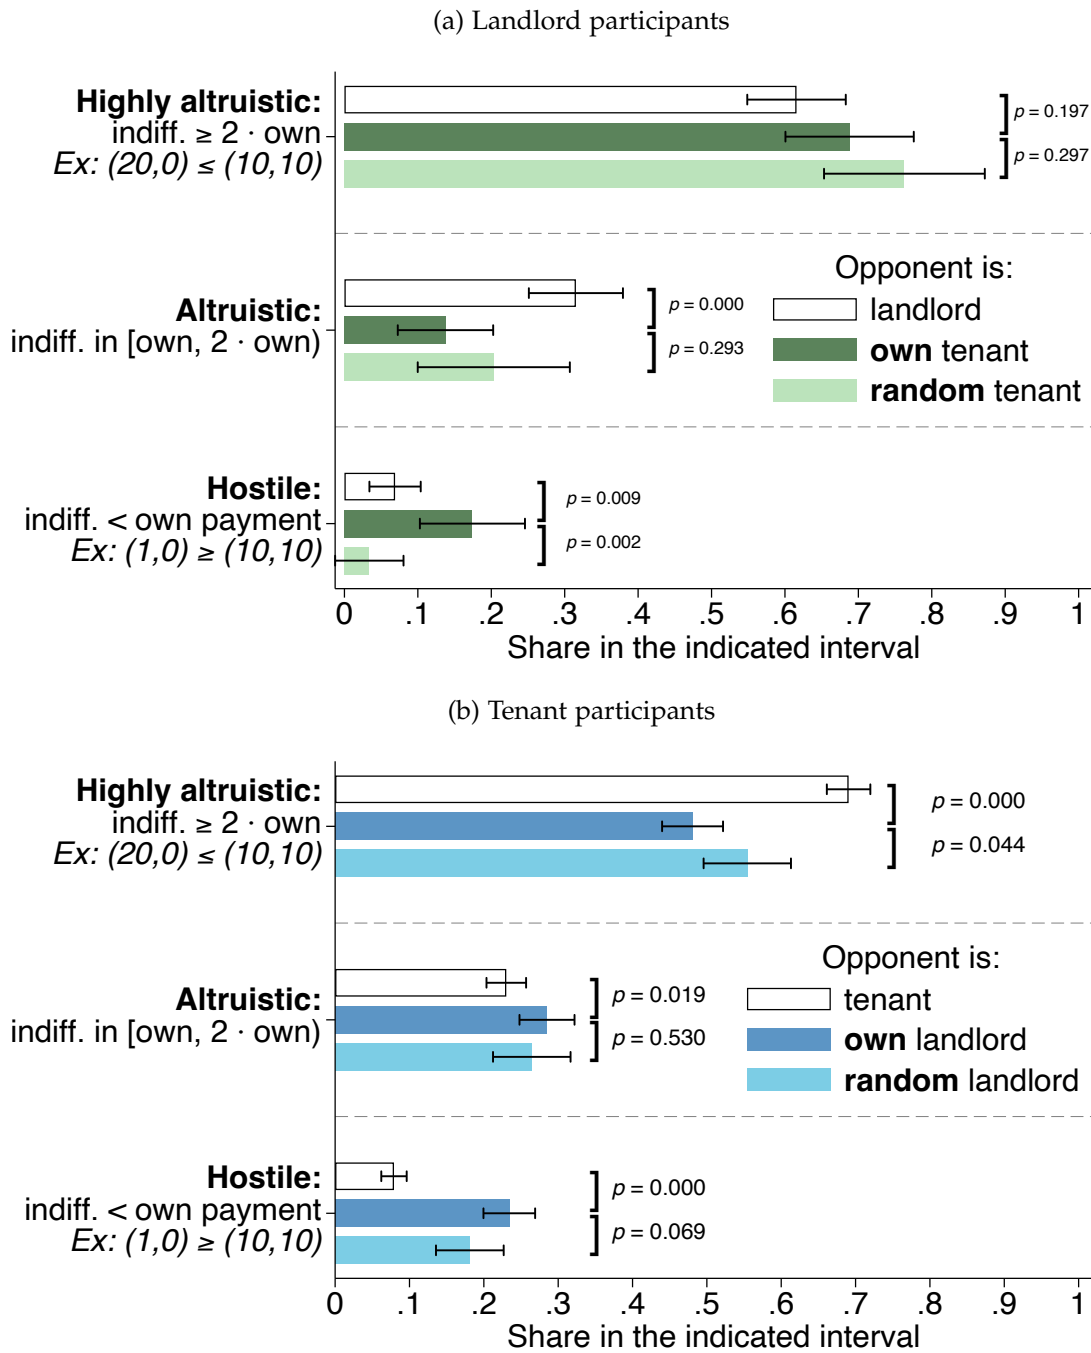 (a) Landlord participants
Highly altruistic:
indiff. ≥ 2 · own
Ex: (20,0) ≤ (10,10)
p = 0.197
p = 0.297
Altruistic:
indiff. in [own, 2 · own)
p = 0.000
p = 0.293
Opponent is:
landlord
own tenant
random tenant
Hostile:
indiff. < own payment
Ex: (1,0) ≥ (10,10)
p = 0.009
p = 0.002
0 .1 .2 .3 .4 .5 .6 .7 .8 .9 1
Share in the indicated interval
(b) Tenant participants
Highly altruistic:
indiff. ≥ 2 · own
Ex: (20,0) ≤ (10,10)
p = 0.000
p = 0.044
Altruistic:
indiff. in [own, 2 · own)
p = 0.019
p = 0.530
Opponent is:
tenant
own landlord
random landlord
Hostile:
indiff. < own payment
Ex: (1,0) ≥ (10,10)
p = 0.000
p = 0.069
0 .1 .2 .3 .4 .5 .6 .7 .8 .9 1
Share in the indicated interval